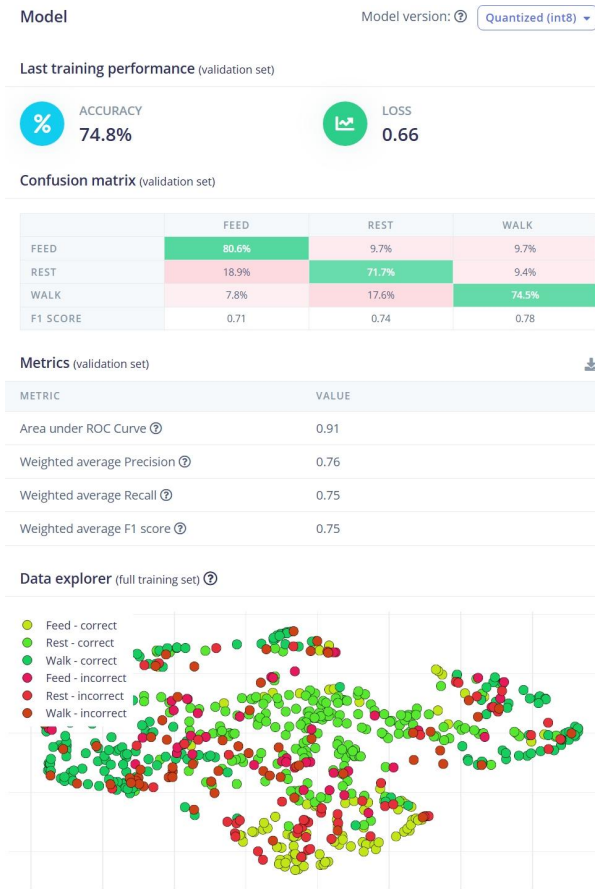 Model
Model version: ? Quantized (int8)
Last training performance (validation set)
% ACCURACY
74.8%
LOSS
0.66
Confusion matrix (validation set)
FEED REST WALK
FEED 80.6% 9.7% 9.7%
REST 18.9% 71.7% 9.4%
WALK 7.8% 17.6% 74.5%
F1 SCORE 0.71 0.74 0.78
Metrics (validation set)
METRIC VALUE
Area under ROC Curve ? 0.91
Weighted average Precision ? 0.76
Weighted average Recall ? 0.75
Weighted average F1 score ? 0.75
Data explorer (full training set) ?
Feed - correct
Rest - correct
Walk - correct
Feed - incorrect
Rest - incorrect
Walk - incorrect